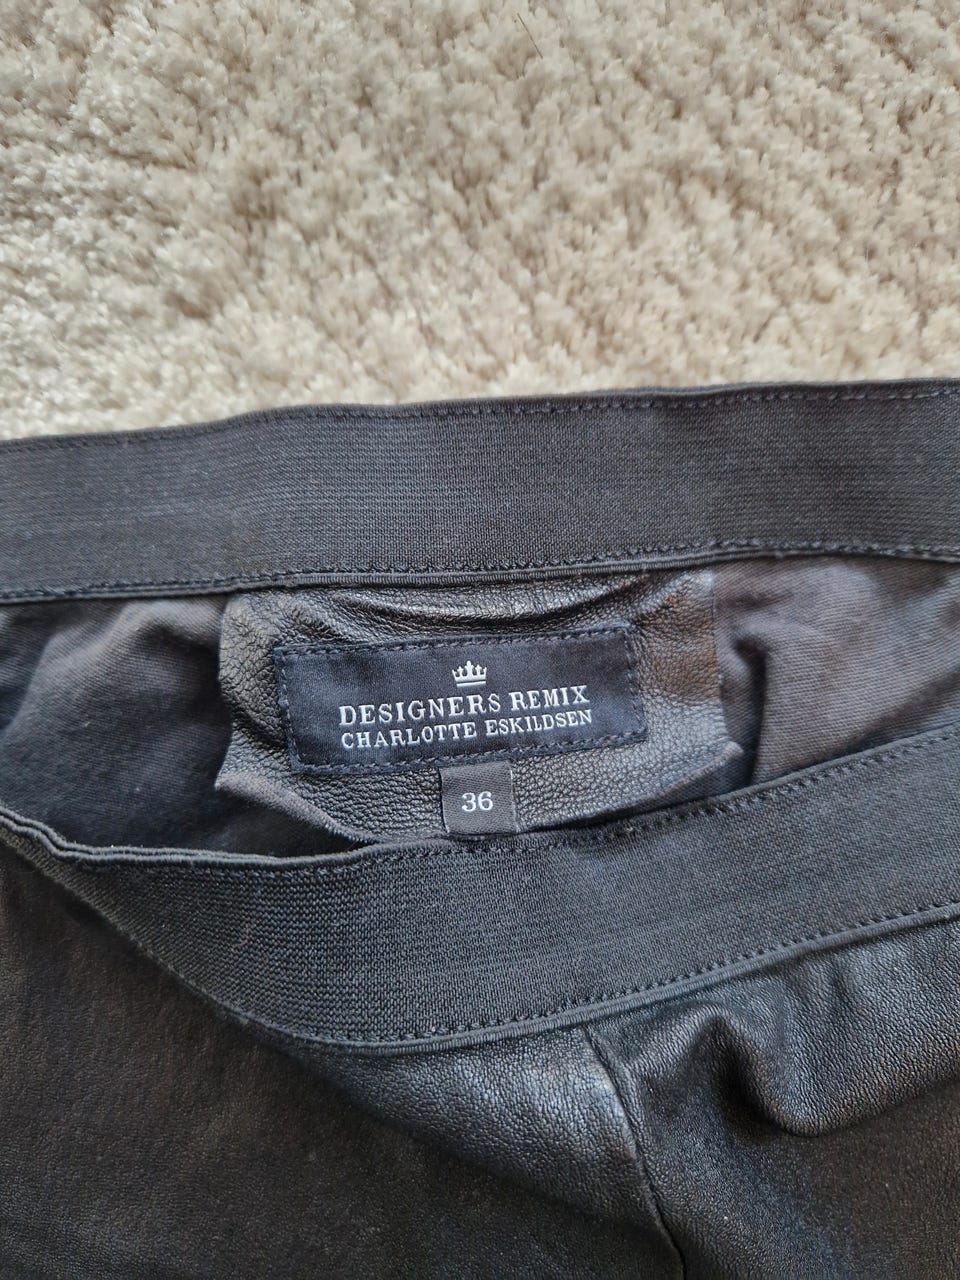 DESIGNERS REMIX
CHARLOTTE ESKILDSEN
36